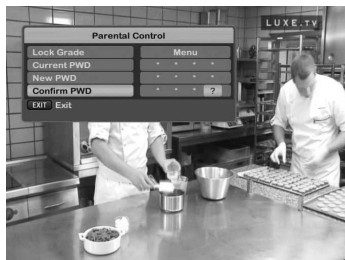 LUXE.TV
Parental Control
Lock Grade Menu
Current PWD * * * *
New PWD * * * *
Confirm PWD * * * ?
EXIT Exit